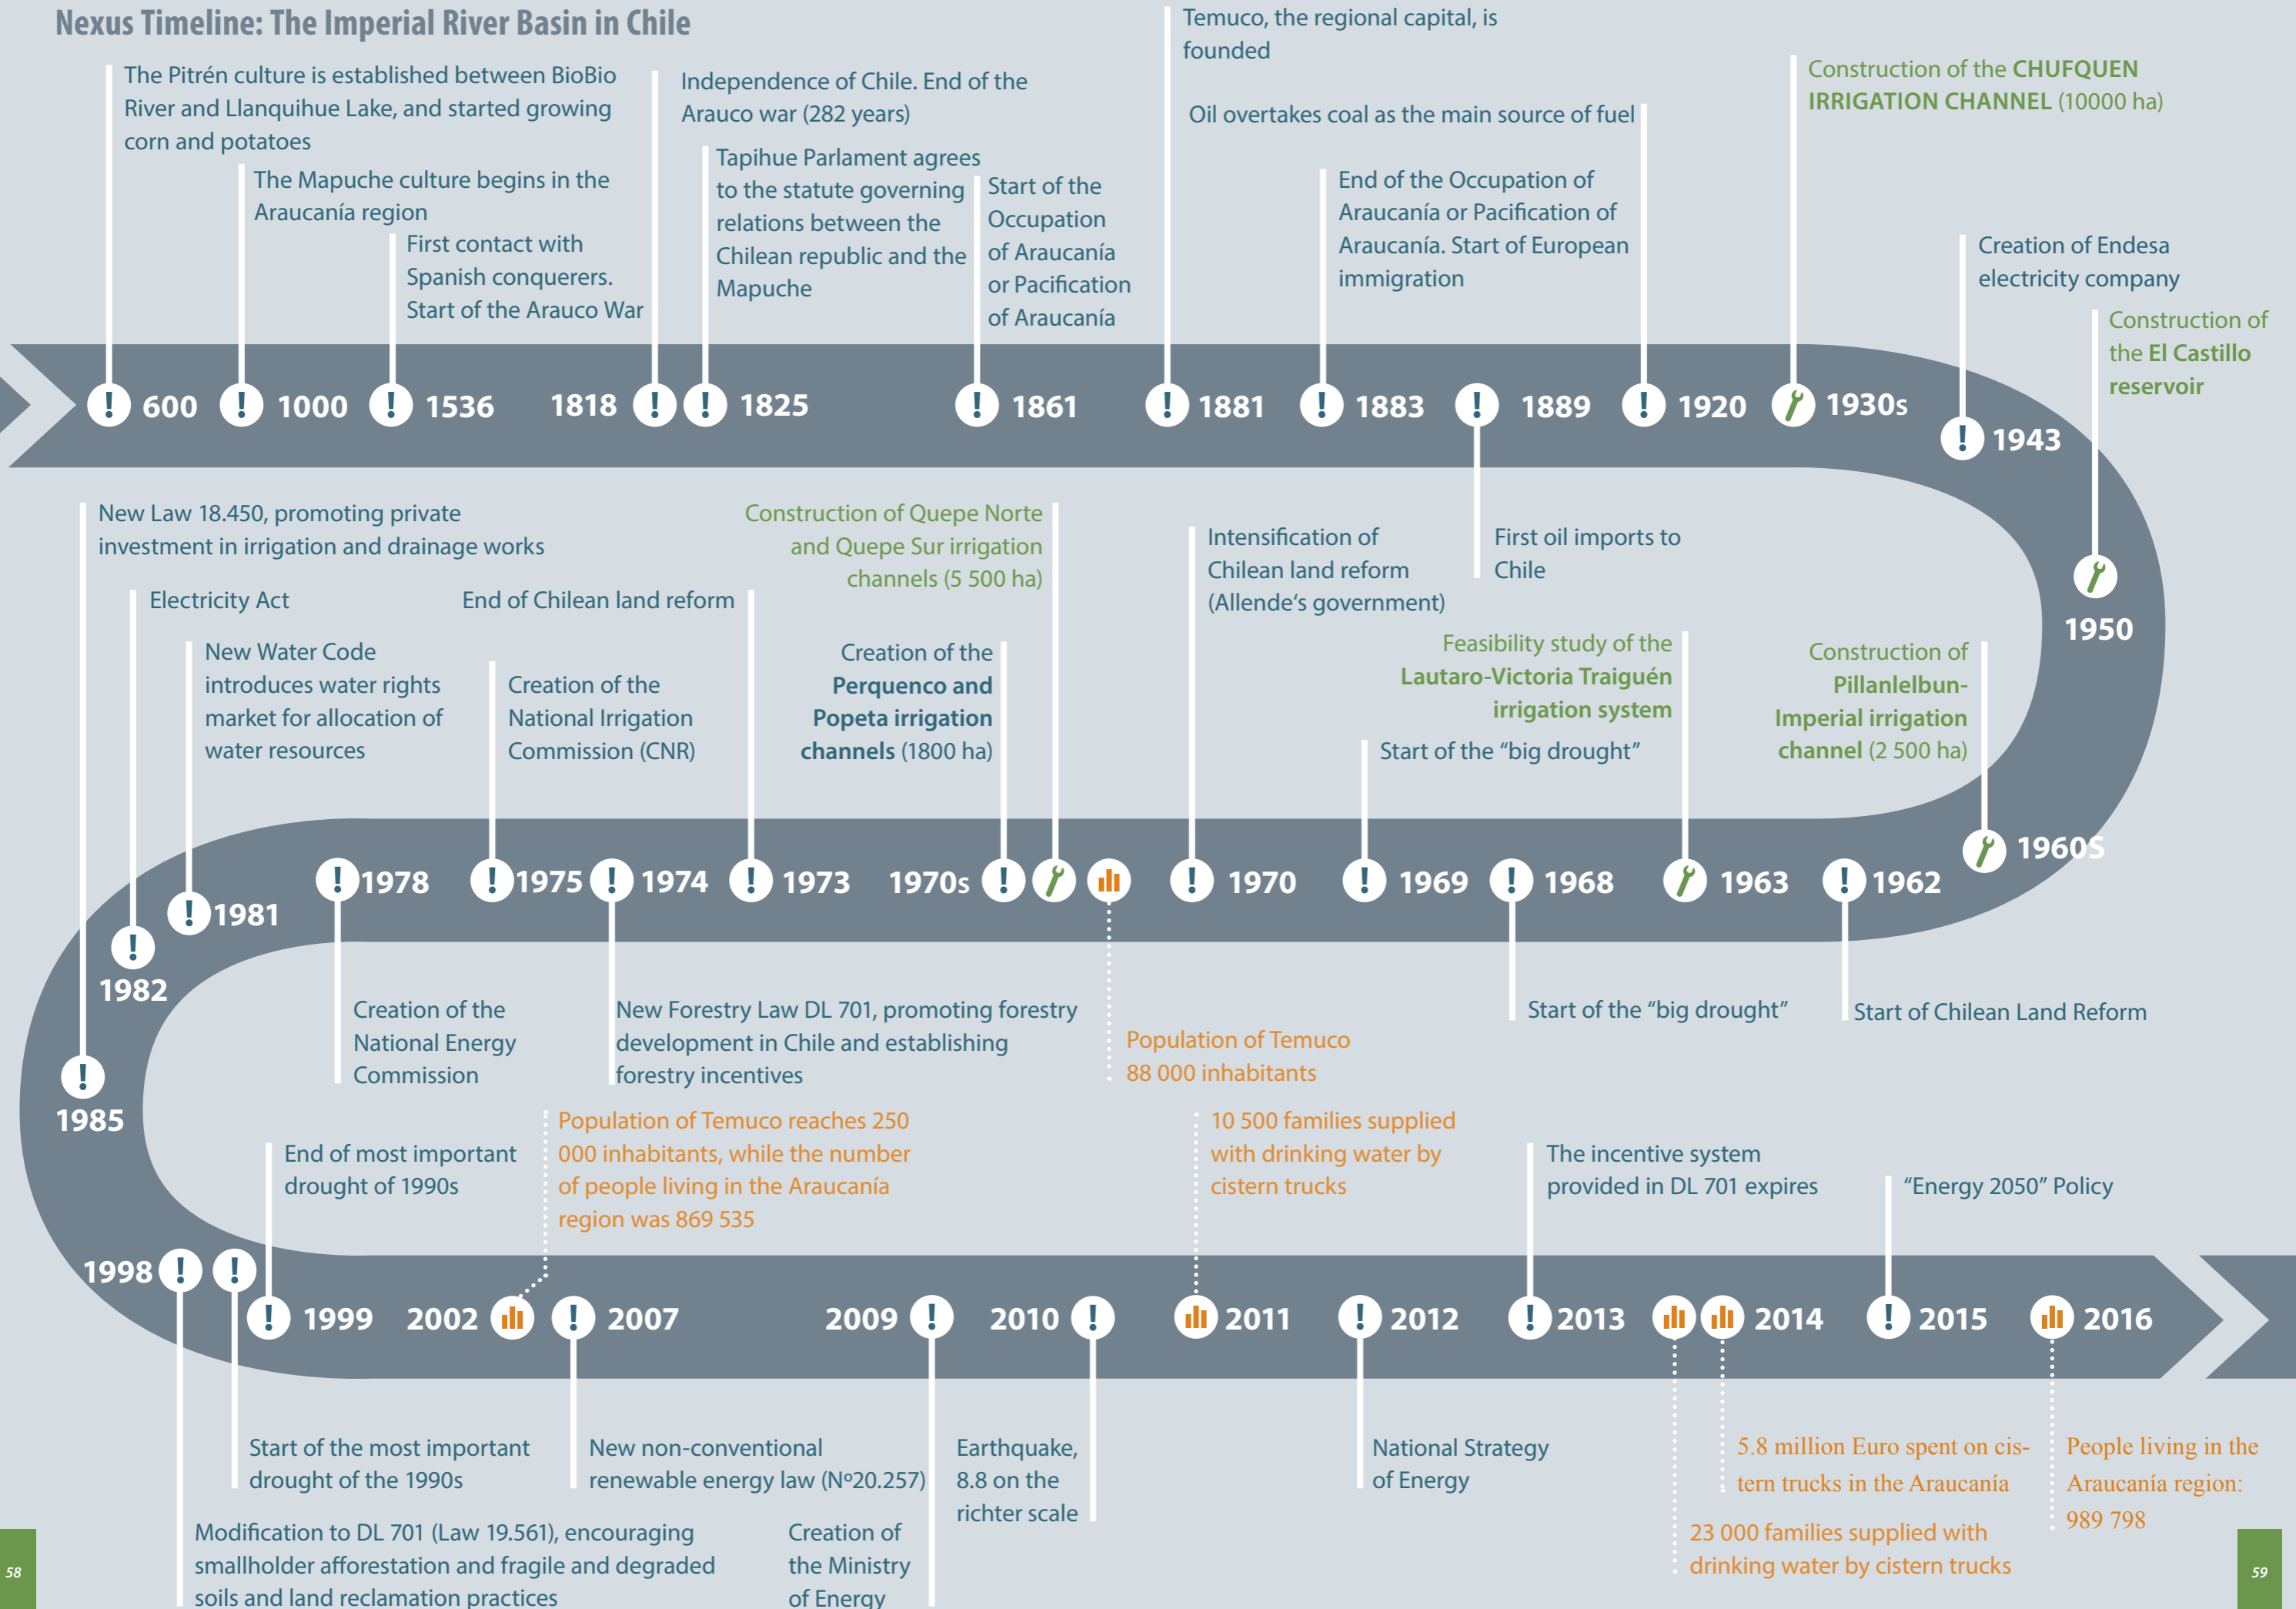 Nexus Timeline: The Imperial River Basin in Chile
The Pitrén culture is established between BioBio
River and Llanquihue Lake, and started growing
corn and potatoes
The Mapuche culture begins in the
Araucanía region
First contact with
Spanish conquerers.
Start of the Arauco War
Independence of Chile. End of the
Arauco war (282 years)
Tapihue Parlament agrees
to the statute governing
relations between the
Chilean republic and the
Mapuche
Start of the
Occupation
of Araucanía
or Pacification
of Araucanía
Temuco, the regional capital, is
founded
Oil overtakes coal as the main source of fuel
End of the Occupation of
Araucanía or Pacification of
Araucanía. Start of European
immigration
Construction of the CHUFQUEN
IRRIGATION CHANNEL (10000 ha)
Creation of Endesa
electricity company
Construction of
the El Castillo
reservoir
600
1000
1536
1818
1825
1861
1881
1883
1889
1920
1930s
1943
1950
First oil imports to
Chile
New Law 18.450, promoting private
investment in irrigation and drainage works
Electricity Act
New Water Code
introduces water rights
market for allocation of
water resources
End of Chilean land reform
Creation of the
National Irrigation
Commission (CNR)
Construction of Quepe Norte
and Quepe Sur irrigation
channels (5 500 ha)
Creation of the
Perquenco and
Popeta irrigation
channels (1800 ha)
Intensification of
Chilean land reform
(Allende‘s government)
Start of the “big drought”
Feasibility study of the
Lautaro-Victoria Traiguén
irrigation system
Construction of
Pillanlelbun-
Imperial irrigation
channel (2 500 ha)
1960S
1978
1975
1974
1973
1970s
1970
1969
1968
1963
1962
1981
1982
1985
Creation of the
National Energy
Commission
New Forestry Law DL 701, promoting forestry
development in Chile and establishing
forestry incentives
Population of Temuco
88 000 inhabitants
Start of the “big drought”
Start of Chilean Land Reform
End of most important
drought of 1990s
Population of Temuco reaches 250
000 inhabitants, while the number
of people living in the Araucanía
region was 869 535
10 500 families supplied
with drinking water by
cistern trucks
The incentive system
provided in DL 701 expires
“Energy 2050” Policy
1998
1999
2002
2007
2009
2010
2011
2012
2013
2014
2015
2016
Start of the most important
drought of the 1990s
Modification to DL 701 (Law 19.561), encouraging
smallholder afforestation and fragile and degraded
soils and land reclamation practices
New non-conventional
renewable energy law (Nº20.257)
Creation of
the Ministry
of Energy
Earthquake,
8.8 on the
richter scale
National Strategy
of Energy
5.8 million Euro spent on cis-
tern trucks in the Araucanía
23 000 families supplied with
drinking water by cistern trucks
People living in the
Araucanía region:
989 798
58
59